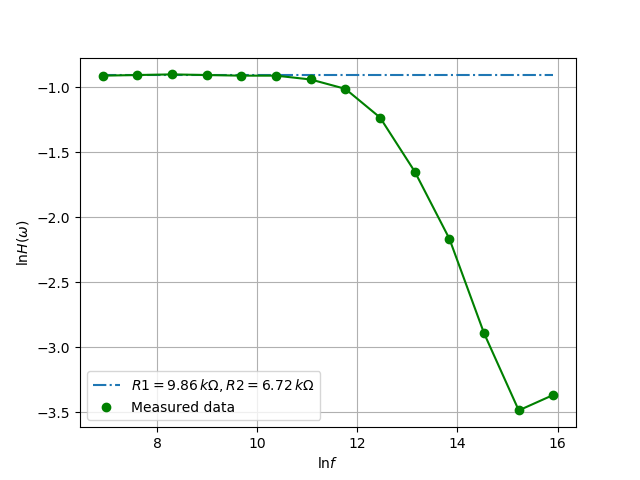 −1.0
−1.5
−2.0
−2.5
−3.0
−3.5
lnH(ω)
R1 = 9.86 kΩ, R2 = 6.72 kΩ
Measured data
8 10 12 14 16
lnf